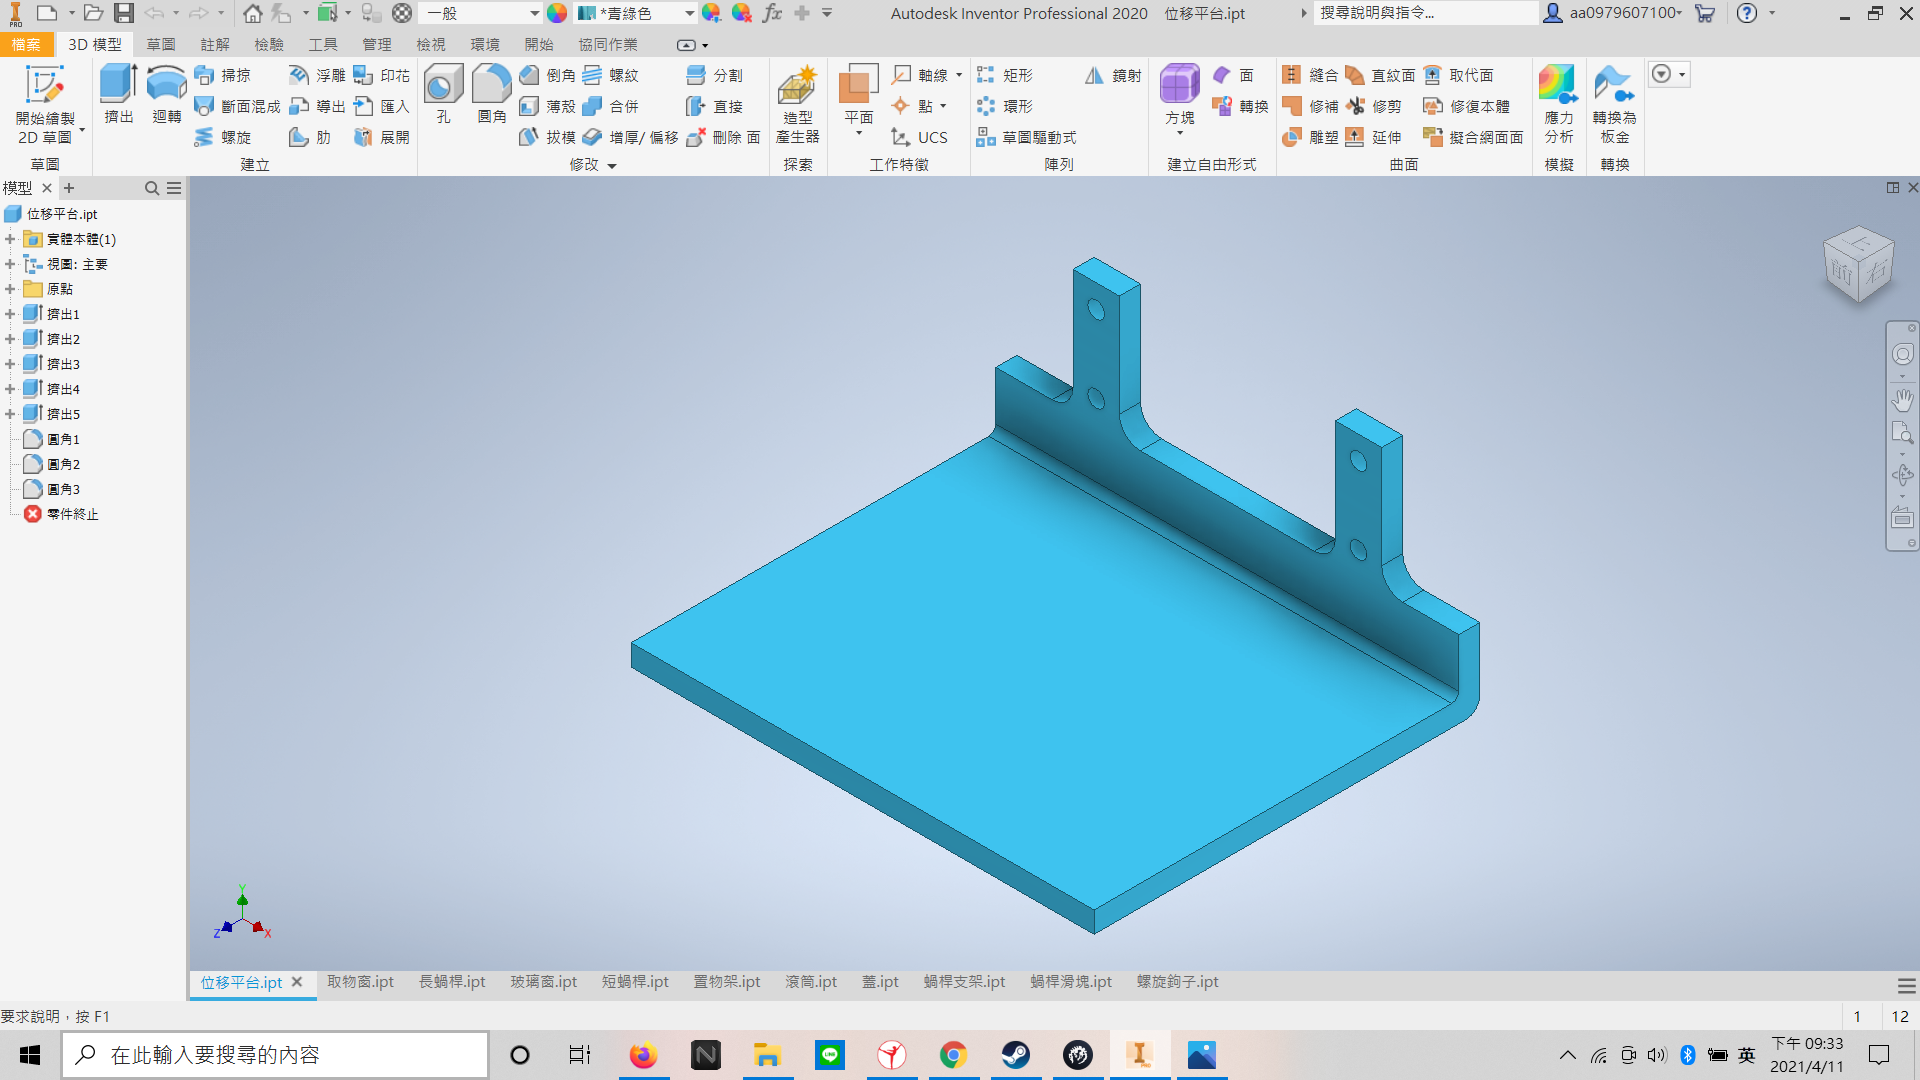 PRO 一般 *青綠色 fx Autodesk Inventor Professional 2020 位移平台.ipt 搜尋說明與指令... aa0979607100
檔案 3D 模型 草圖 註解 檢驗 工具 管理 檢視 環境 開始 協同作業
開始繪製
2D 草圖
草圖
擠出 迴轉 掃掠 浮雕 印花
斷面混成 導出 匯入
螺旋 肋 展開
建立
孔 圓角 倒角 螺紋 分割
薄殼 合併 直接
拔模 增厚/ 偏移 刪除 面
修改
造型
產生器
探索
平面 軸線
點
UCS
工作特徵
矩形 鏡射
環形
草圖驅動式
陣列
方塊 面
轉換
建立自由形式
縫合 直紋面 取代面
修補 修剪 修復本體
雕塑 延伸 擬合網面面
曲面
應力
分析
模擬
轉換為
板金
轉換
模型
位移平台.ipt
實體本體(1)
視圖: 主要
原點
擠出1
擠出2
擠出3
擠出4
擠出5
圓角1
圓角2
圓角3
零件終止
上
前 右
Y
Z X
位移平台.ipt 取物窗.ipt 長蝸桿.ipt 玻璃窗.ipt 短蝸桿.ipt 置物架.ipt 滾筒.ipt 蓋.ipt 蝸桿支架.ipt 蝸桿滑塊.ipt 螺旋鉤子.ipt
要求說明，按 F1 1 12
在此輸入要搜尋的內容 英 下午 09:33
2021/4/11